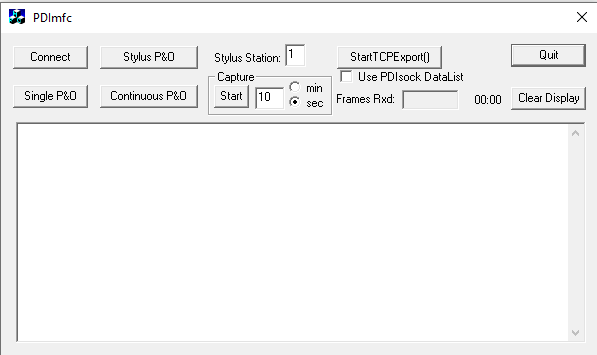 PDImfc
Connect
Stylus P&O
Stylus Station: 1
StartTCPExport()
Quit
Use PDIsock DataList
Single P&O
Continuous P&O
Capture
Start
10
min
sec
Frames Rxd:
00:00
Clear Display